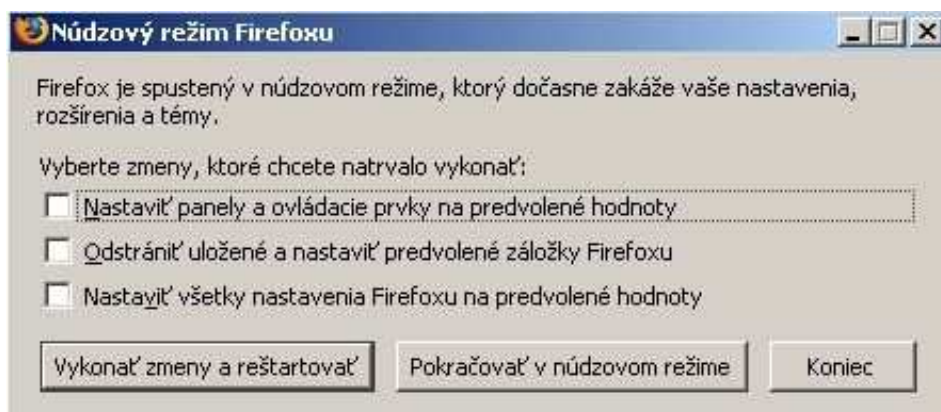 Núdzový režim Firefoxu
Firefox je spustený v núdzovom režime, ktorý dočasne zakáže vaše nastavenia,
rozšírenia a témy.
Vyberte zmeny, ktoré chcete natrvalo vykonať:
Nastaviť panely a ovládacie prvky na predvolené hodnoty
Odstrániť uložené a nastaviť predvolené záložky Firefoxu
Nastaviť všetky nastavenia Firefoxu na predvolené hodnoty
Vykonať zmeny a reštartovať
Pokračovať v núdzovom režime
Koniec